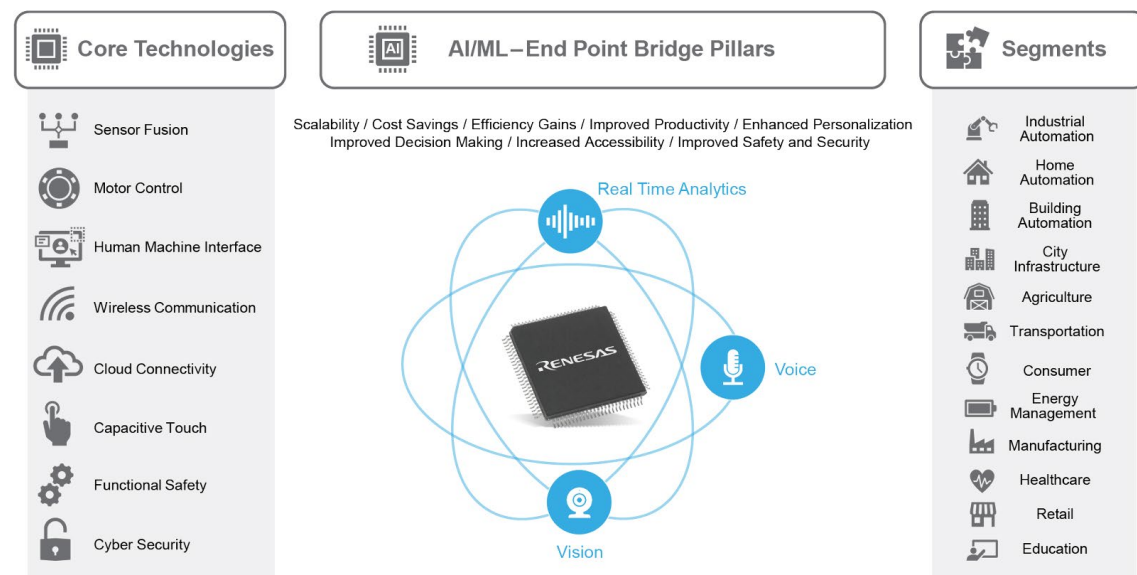 Core Technologies
Sensor Fusion
Motor Control
Human Machine Interface
Wireless Communication
Cloud Connectivity
Capacitive Touch
Functional Safety
Cyber Security
AI
AI/ML–End Point Bridge Pillars
Scalability / Cost Savings / Efficiency Gains / Improved Productivity / Enhanced Personalization
Improved Decision Making / Increased Accessibility / Improved Safety and Security
Real Time Analytics
RENESAS
Voice
Vision
Segments
Industrial
Automation
Home
Automation
Building
Automation
City
Infrastructure
Agriculture
Transportation
Consumer
Energy
Management
Manufacturing
Healthcare
Retail
Education